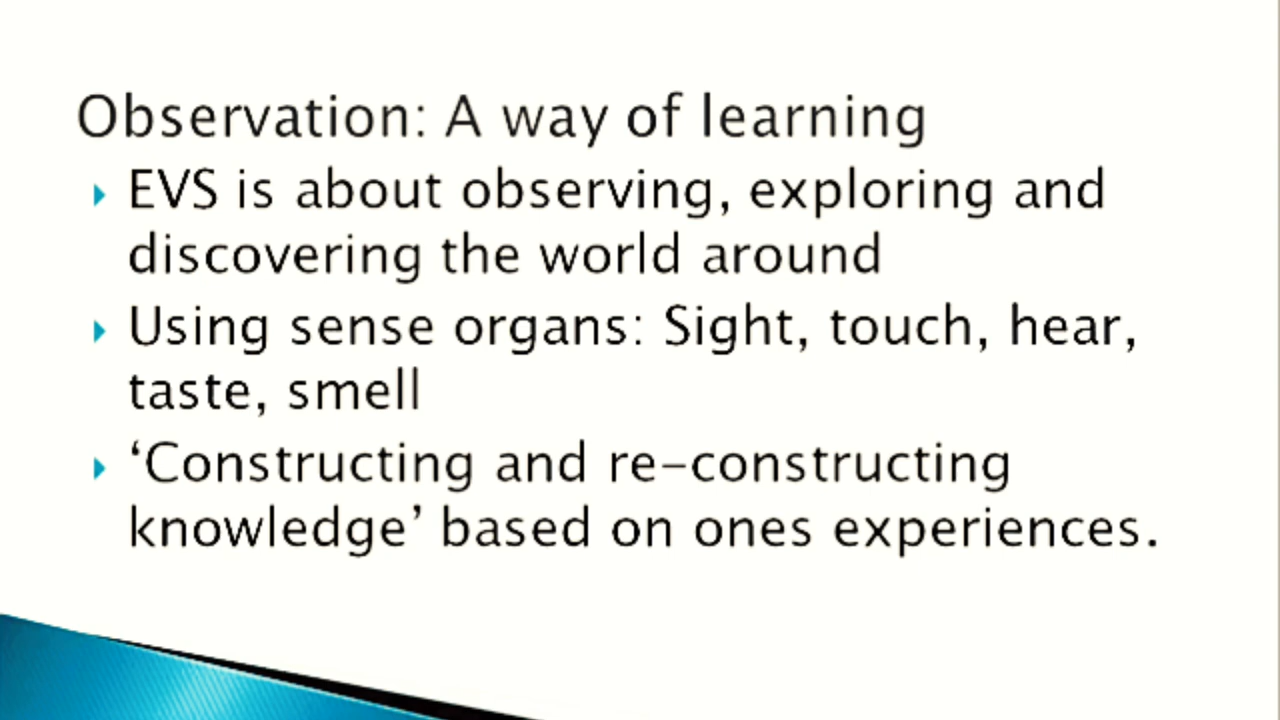 Observation: A way of learning
EVS is about observing, exploring and
discovering the world around
Using sense organs: Sight, touch, hear,
taste, smell
‘Constructing and re-constructing
knowledge’ based on ones experiences.